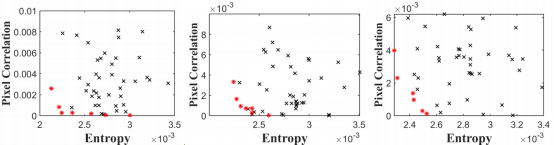 0.01
0.008
0.006
0.004
0.002
0
2 2.5 3 3.5
Pixel Correlation
Entropy
×10⁻³
×10⁻³
8
6
4
2
0
2 2.5 3 3.5
Pixel Correlation
Entropy
×10⁻³
×10⁻³
6
4
2
0
2.4 2.6 2.8 3 3.2 3.4
Pixel Correlation
Entropy
×10⁻³